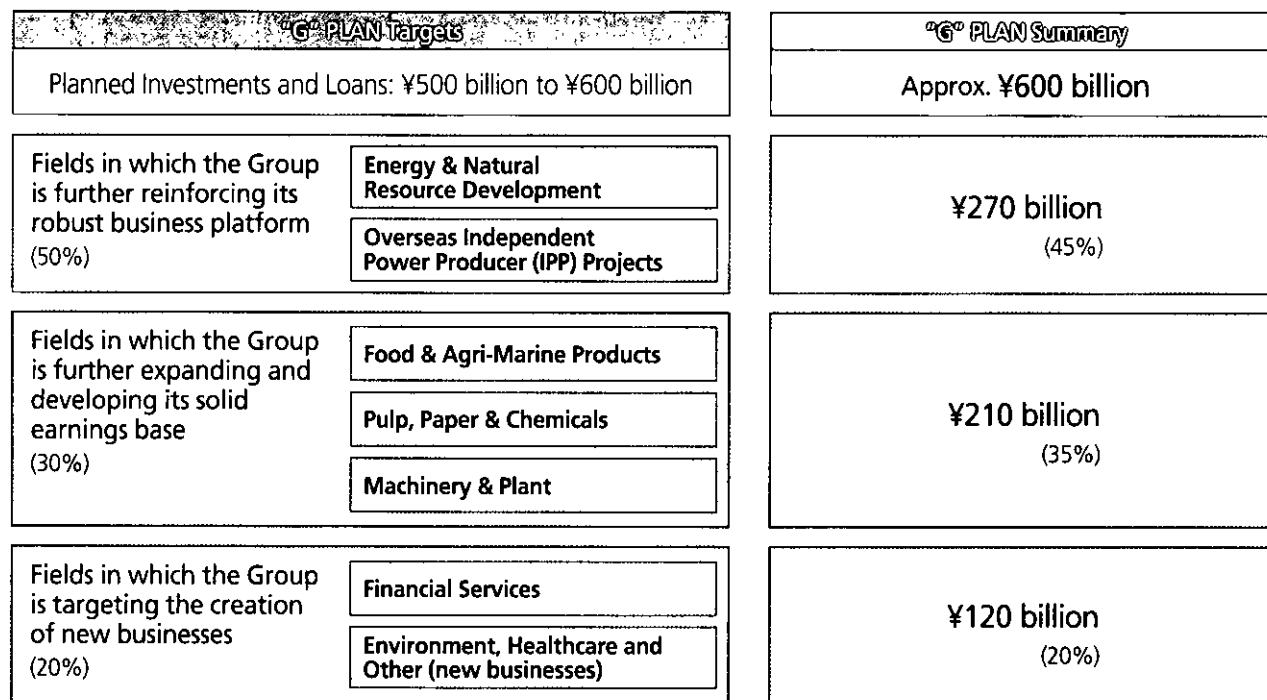 "G" PLAN Targets
Planned Investments and Loans: ¥500 billion to ¥600 billion
"G" PLAN Summary
Approx. ¥600 billion
Fields in which the Group
is further reinforcing its
robust business platform
(50%)
Energy & Natural
Resource Development
Overseas Independent
Power Producer (IPP) Projects
¥270 billion
(45%)
Fields in which the Group
is further expanding and
developing its solid
earnings base
(30%)
Food & Agri-Marine Products
Pulp, Paper & Chemicals
Machinery & Plant
¥210 billion
(35%)
Fields in which the Group
is targeting the creation
of new businesses
(20%)
Financial Services
Environment, Healthcare and
Other (new businesses)
¥120 billion
(20%)